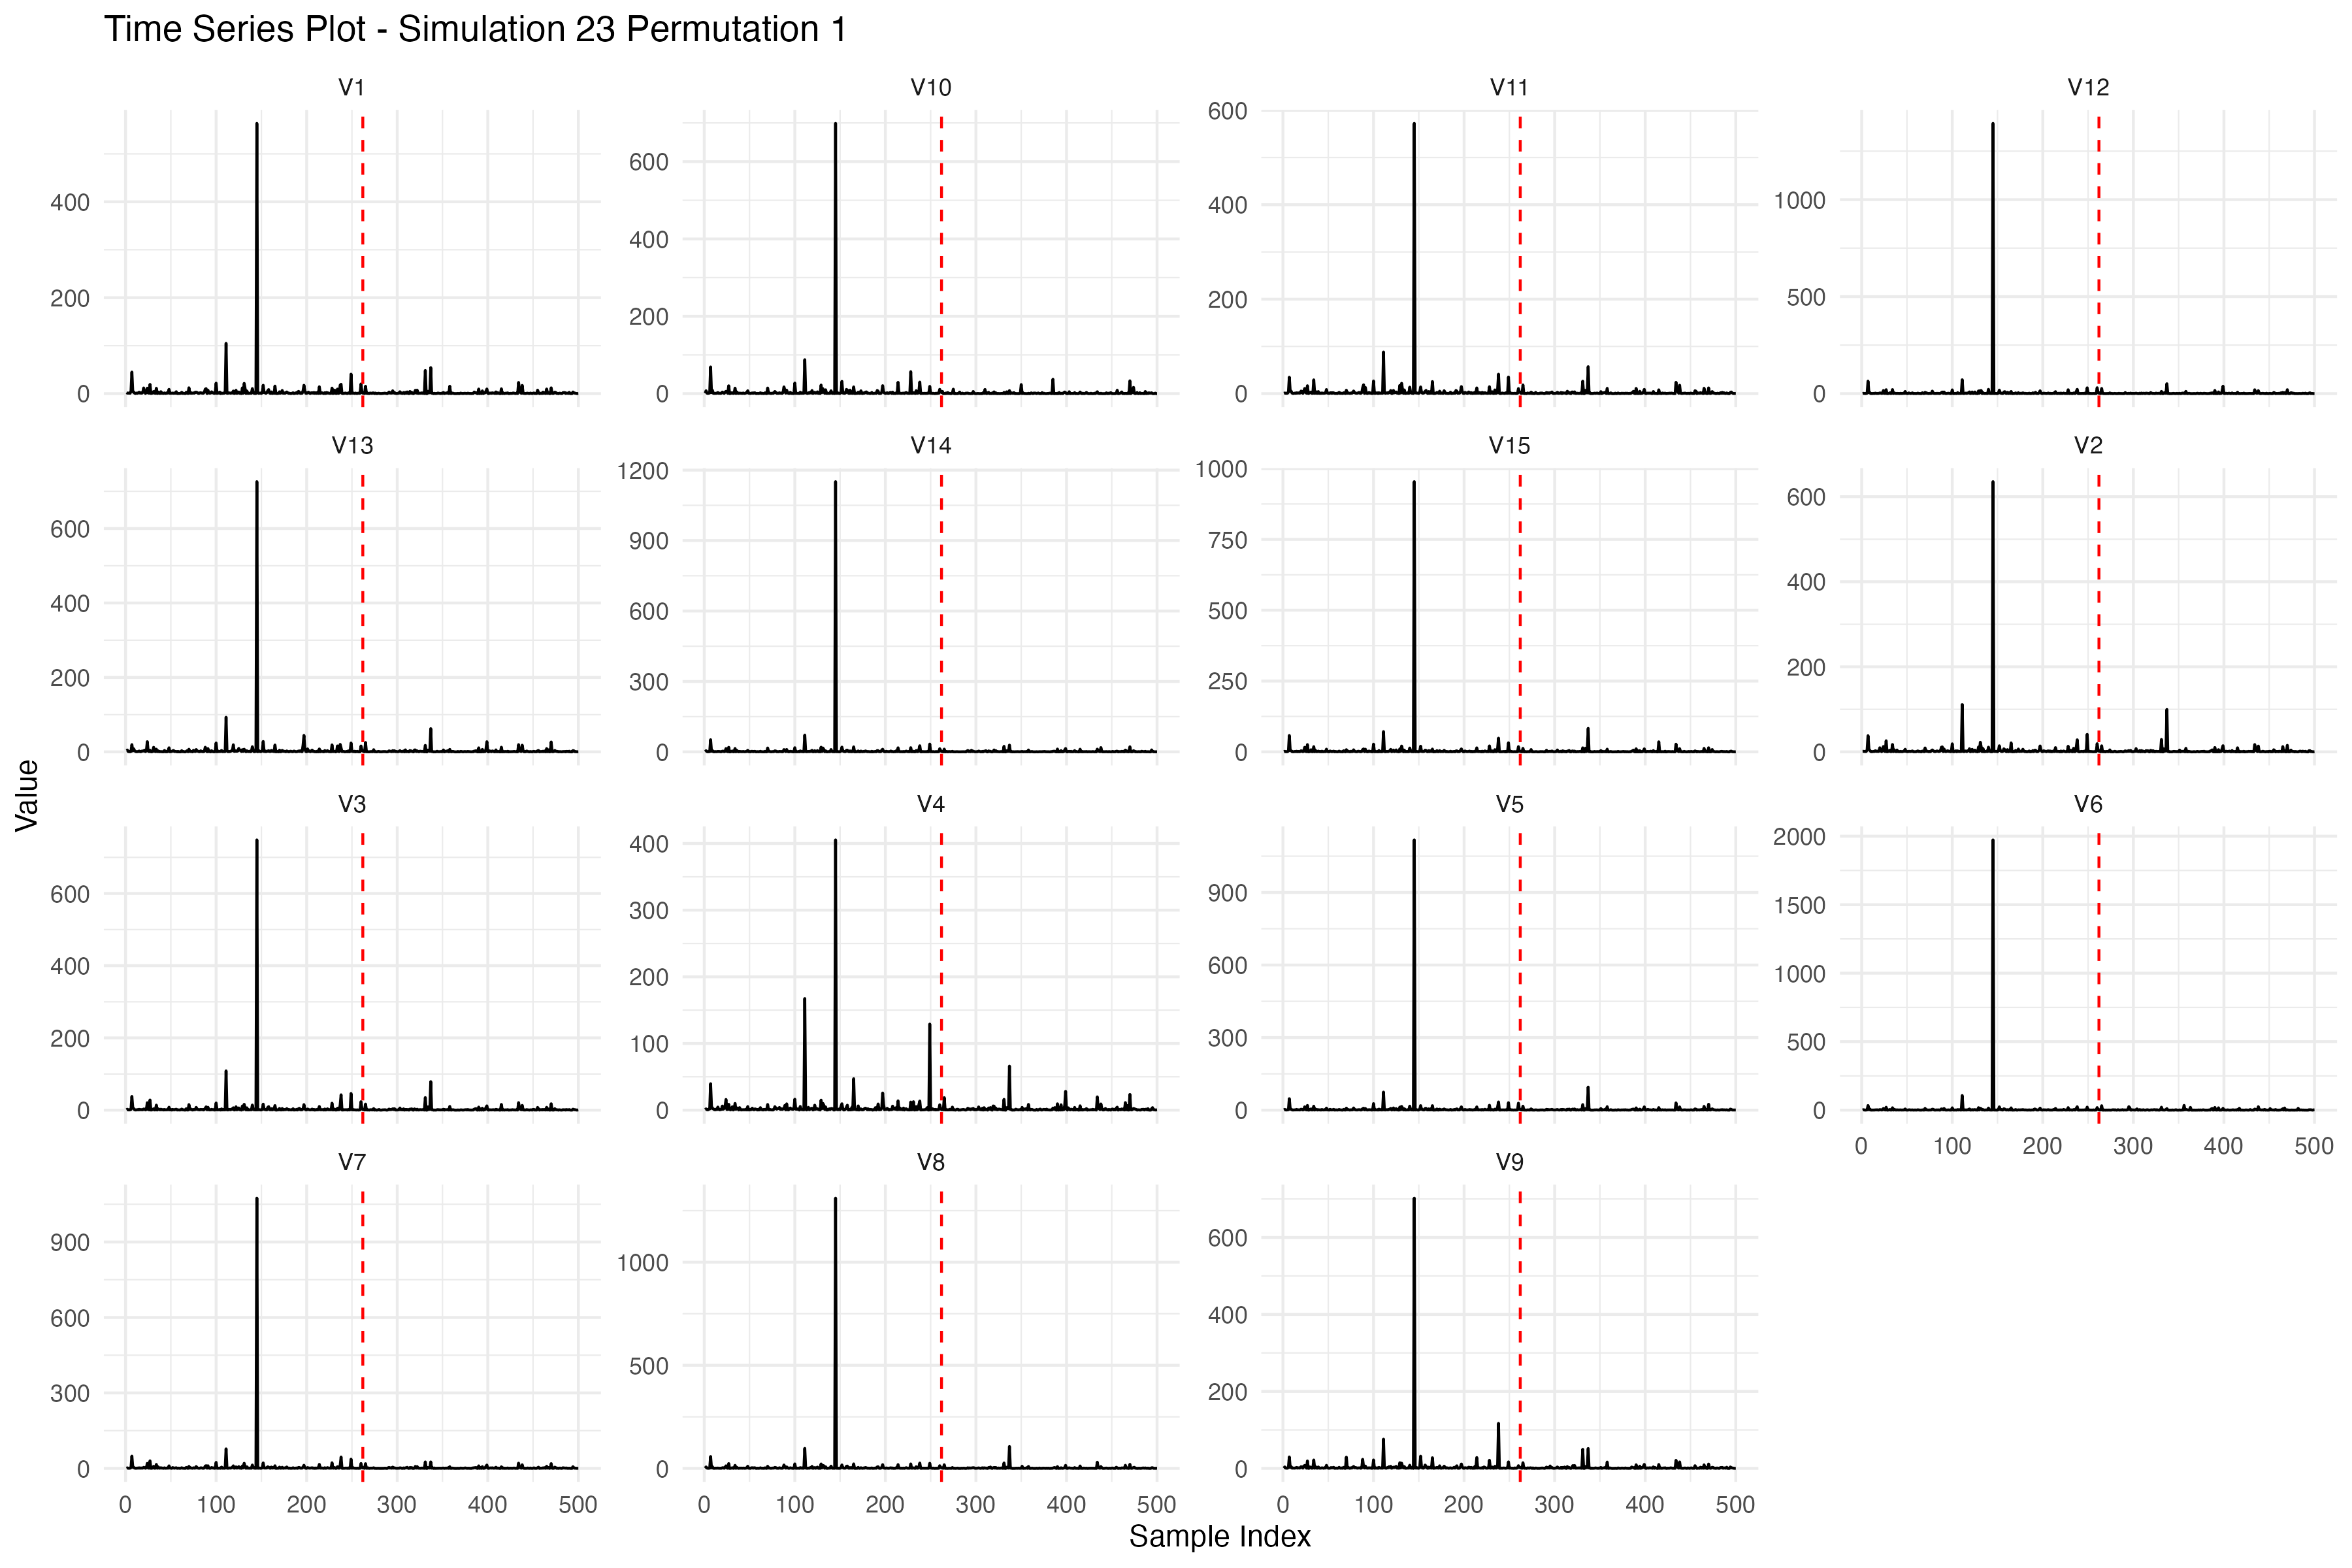 Time Series Plot - Simulation 23 Permutation 1
V1 V10 V11 V12
400 200 0
600 400 200 0
600 400 200 0
1000 500 0
V13 V14 V15 V2
600 400 200 0
1200 900 600 300 0
1000 750 500 250 0
600 400 200 0
V3 V4 V5 V6
600 400 200 0
400 300 200 100 0
900 600 300 0
2000 1500 1000 500 0
0 100 200 300 400 500
V7 V8 V9
900 600 300 0
1000 500 0
600 400 200 0
0 100 200 300 400 500
0 100 200 300 400 500
0 100 200 300 400 500
Value
Sample Index